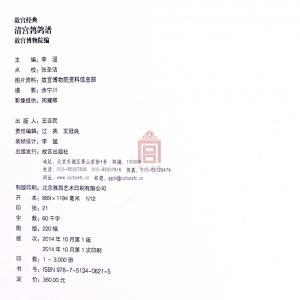 故宫经典
清宫鹁鸽谱
故宫博物院编
主 编：李 湜
点 校：张圣洁
图片资料：故宫博物院资料信息部
摄 影：余宁川
影像提供：周耀卿
出 版 人：王亚民
责任编辑：江 英 王冠良
装帧设计：李 猛
出版发行：故宫出版社
地址：北京东城区景山前街4号 邮编：100009
电话：010-85007808 010-85007816 传真：010-65129479
网址：www.culturefc.cn 邮箱：ggcb@culturefc.cn
制版印刷：北京雅昌艺术印刷有限公司
开 本：889×1194毫米 1/12
印 张：21
字 数：60千字
图 版：220幅
版 次：2014年10月第1版
2014年10月第1次印刷
印 数：1～3,000册
书 号：ISBN 978-7-5134-0621-5
定 价：360.00元